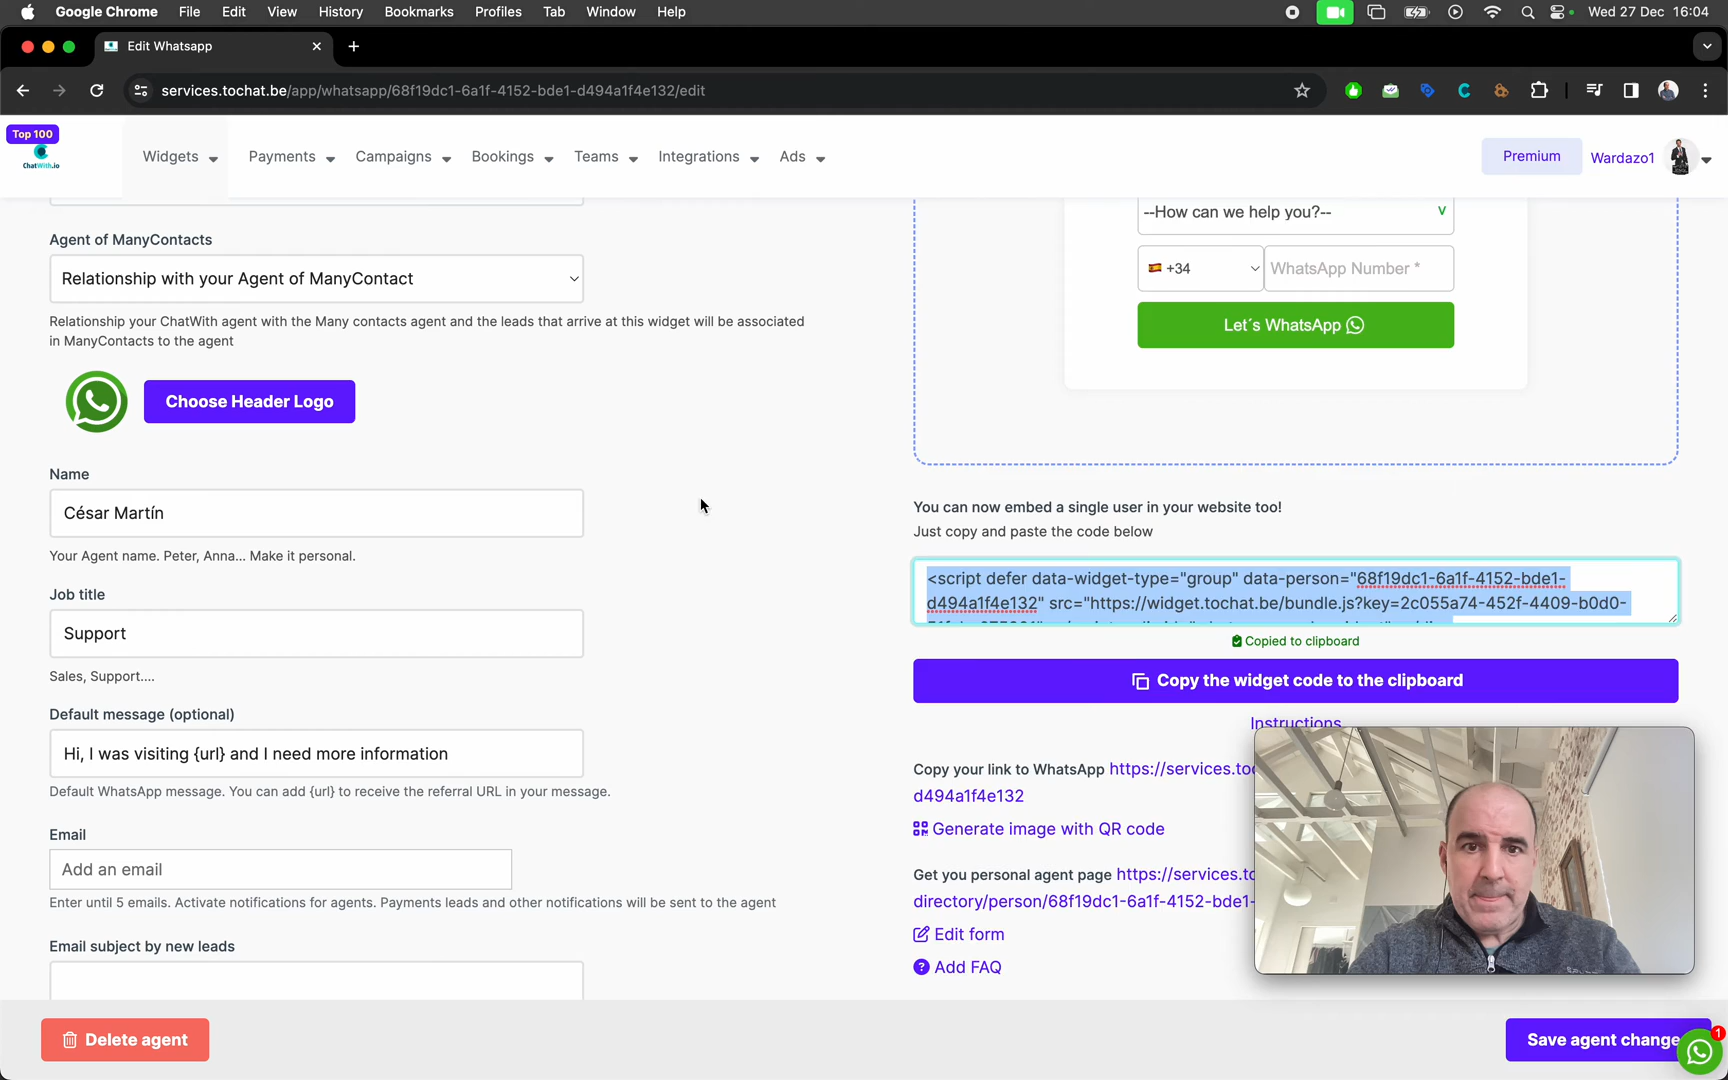 Google Chrome File Edit View History Bookmarks Profiles Tab Window Help Wed 27 Dec 16:04
Edit Whatsapp
services.tochat.be/app/whatsapp/68f19dc1-6a1f-4152-bde1-d494a1f4e132/edit
Top 100
ChatWith.io
Widgets Payments Campaigns Bookings Teams Integrations Ads Premium Wardazo1
Agent of ManyContacts
Relationship with your Agent of ManyContact
Relationship your ChatWith agent with the Many contacts agent and the leads that arrive at this widget will be associated
in ManyContacts to the agent
Choose Header Logo
Name
César Martín
Your Agent name. Peter, Anna... Make it personal.
Job title
Support
Sales, Support....
Default message (optional)
Hi, I was visiting {url} and I need more information
Default WhatsApp message. You can add {url} to receive the referral URL in your message.
Email
Add an email
Enter until 5 emails. Activate notifications for agents. Payments leads and other notifications will be sent to the agent
Email subject by new leads
Delete agent
--How can we help you?-- V
+34 WhatsApp Number *
Let´s WhatsApp
You can now embed a single user in your website too!
Just copy and paste the code below
<script defer data-widget-type="group" data-person="68f19dc1-6a1f-4152-bde1-
d494a1f4e132" src="https://widget.tochat.be/bundle.js?key=2c055a74-452f-4409-b0d0-
Copied to clipboard
Copy the widget code to the clipboard
Instructions
Copy your link to WhatsApp https://services.to
d494a1f4e132
Generate image with QR code
Get you personal agent page https://services.to
directory/person/68f19dc1-6a1f-4152-bde1-
Edit form
Add FAQ
Save agent change
1